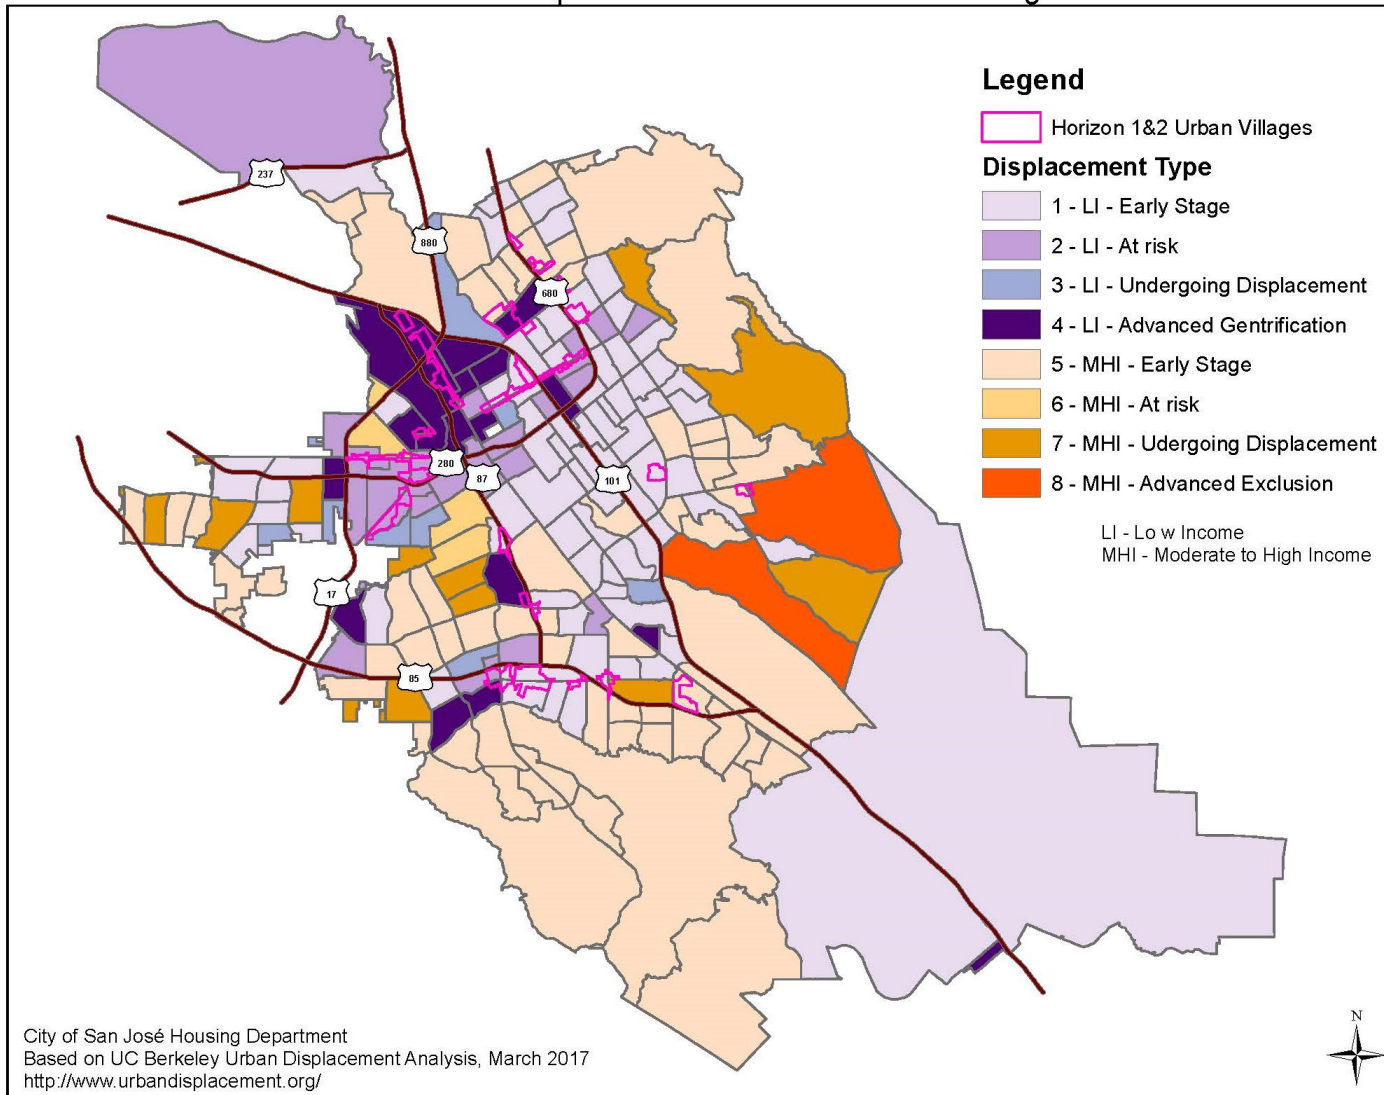 Legend
Horizon 1&2 Urban Villages
Displacement Type
1 - LI - Early Stage
2 - LI - At risk
3 - LI - Undergoing Displacement
4 - LI - Advanced Gentrification
5 - MHI - Early Stage
6 - MHI - At risk
7 - MHI - Udergoing Displacement
8 - MHI - Advanced Exclusion
LI - Lo w Income
MHI - Moderate to High Income
237
880
680
280
87
101
17
85
N
City of San José Housing Department
Based on UC Berkeley Urban Displacement Analysis, March 2017
http://www.urbandisplacement.org/